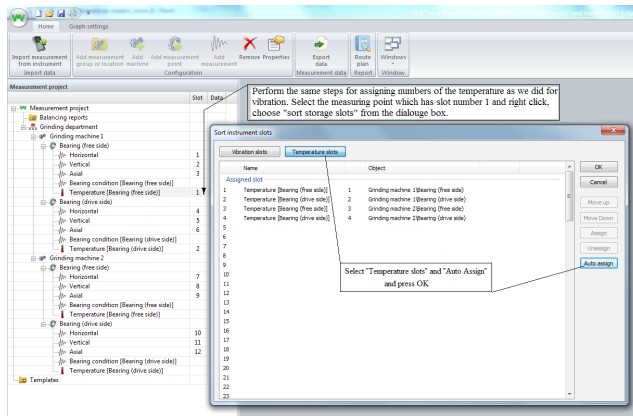 Home Graph settings
Import measurement from instrument
Add measurement group or location
Add machine
Add measurement point
Add measurement
Remove Properties
Export data
Route plan
Windows
Import data Configuration Measurement data Report Window
Measurement project
Slot Data
Measurement project
Balancing reports
Grinding department
Grinding machine 1
Bearing (free side)
Horizontal 1
Vertical 2
Axial 3
Bearing condition [Bearing (free side)]
Temperature [Bearing (free side)] 1
Bearing (drive side)
Horizontal 4
Vertical 5
Axial 6
Bearing condition [Bearing (drive side)]
Temperature [Bearing (drive side)] 2
Grinding machine 2
Bearing (free side)
Horizontal 7
Vertical 8
Axial 9
Bearing condition [Bearing (free side)]
Temperature [Bearing (free side)]
Bearing (drive side)
Horizontal 10
Vertical 11
Axial 12
Bearing condition [Bearing (drive side)]
Temperature [Bearing (drive side)]
Templates
Perform the same steps for assigning numbers of the temperature as we did for
vibration. Select the measuring point which has slot number 1 and right click,
choose "sort storage slots" from the dialouge box.
Sort instrument slots
Vibration slots Temperature slots
Name Object
Assigned slot
1 Temperature [Bearing (free side)] 1 Grinding machine 1\Bearing (free side)
2 Temperature [Bearing (drive side)] 2 Grinding machine 1\Bearing (drive side)
3 Temperature [Bearing (free side)] 3 Grinding machine 2\Bearing (free side)
4 Temperature [Bearing (drive side)] 4 Grinding machine 2\Bearing (drive side)
5
6
7
8
9
10
11
12
13
14
15
16
17
18
19
20
21
22
23
OK
Cancel
Move up
Move Down
Assign
Unassign
Auto assign
Select "Temperature slots" and "Auto Assign"
and press OK